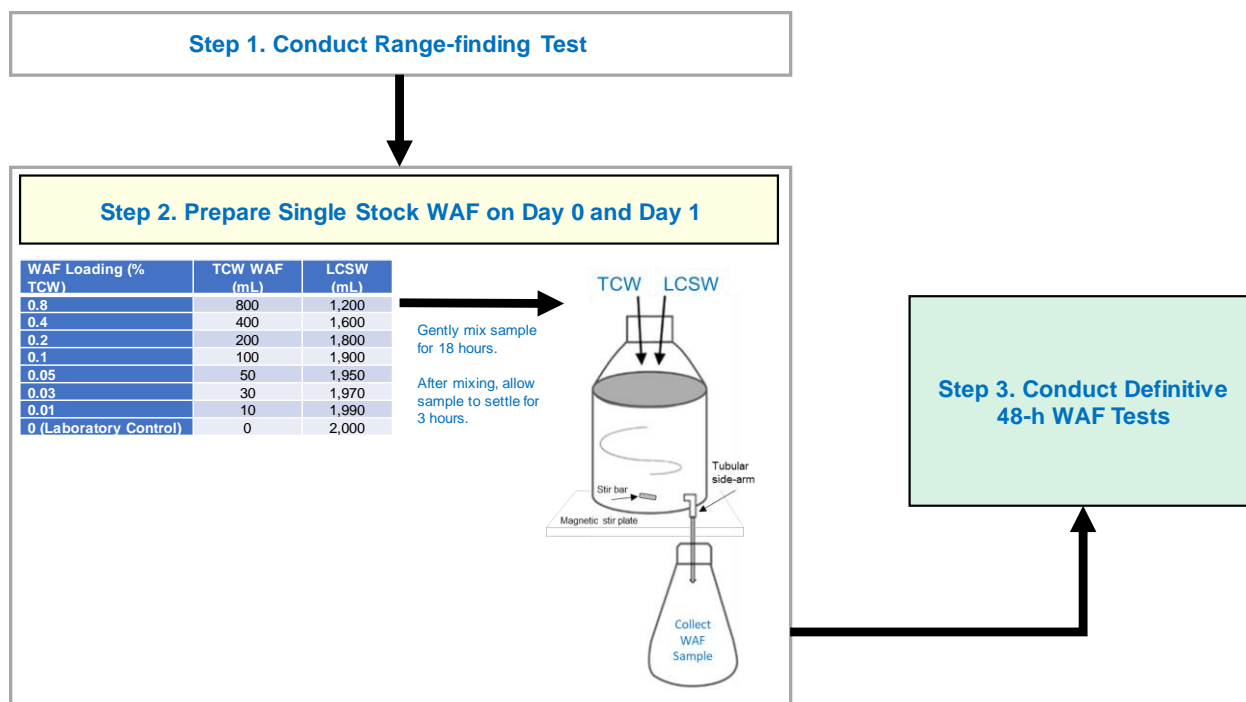 Step 1. Conduct Range-finding Test
Step 2. Prepare Single Stock WAF on Day 0 and Day 1
WAF Loading (% TCW) TCW WAF (mL) LCSW (mL)
0.8 800 1,200
0.4 400 1,600
0.2 200 1,800
0.1 100 1,900
0.05 50 1,950
0.03 30 1,970
0.01 10 1,990
0 (Laboratory Control) 0 2,000
Gently mix sample
for 18 hours.
After mixing, allow
sample to settle for
3 hours.
TCW LCSW
Tubular
side-arm
Stir bar
Magnetic stir plate
Collect
WAF
Sample
Step 3. Conduct Definitive
48-h WAF Tests